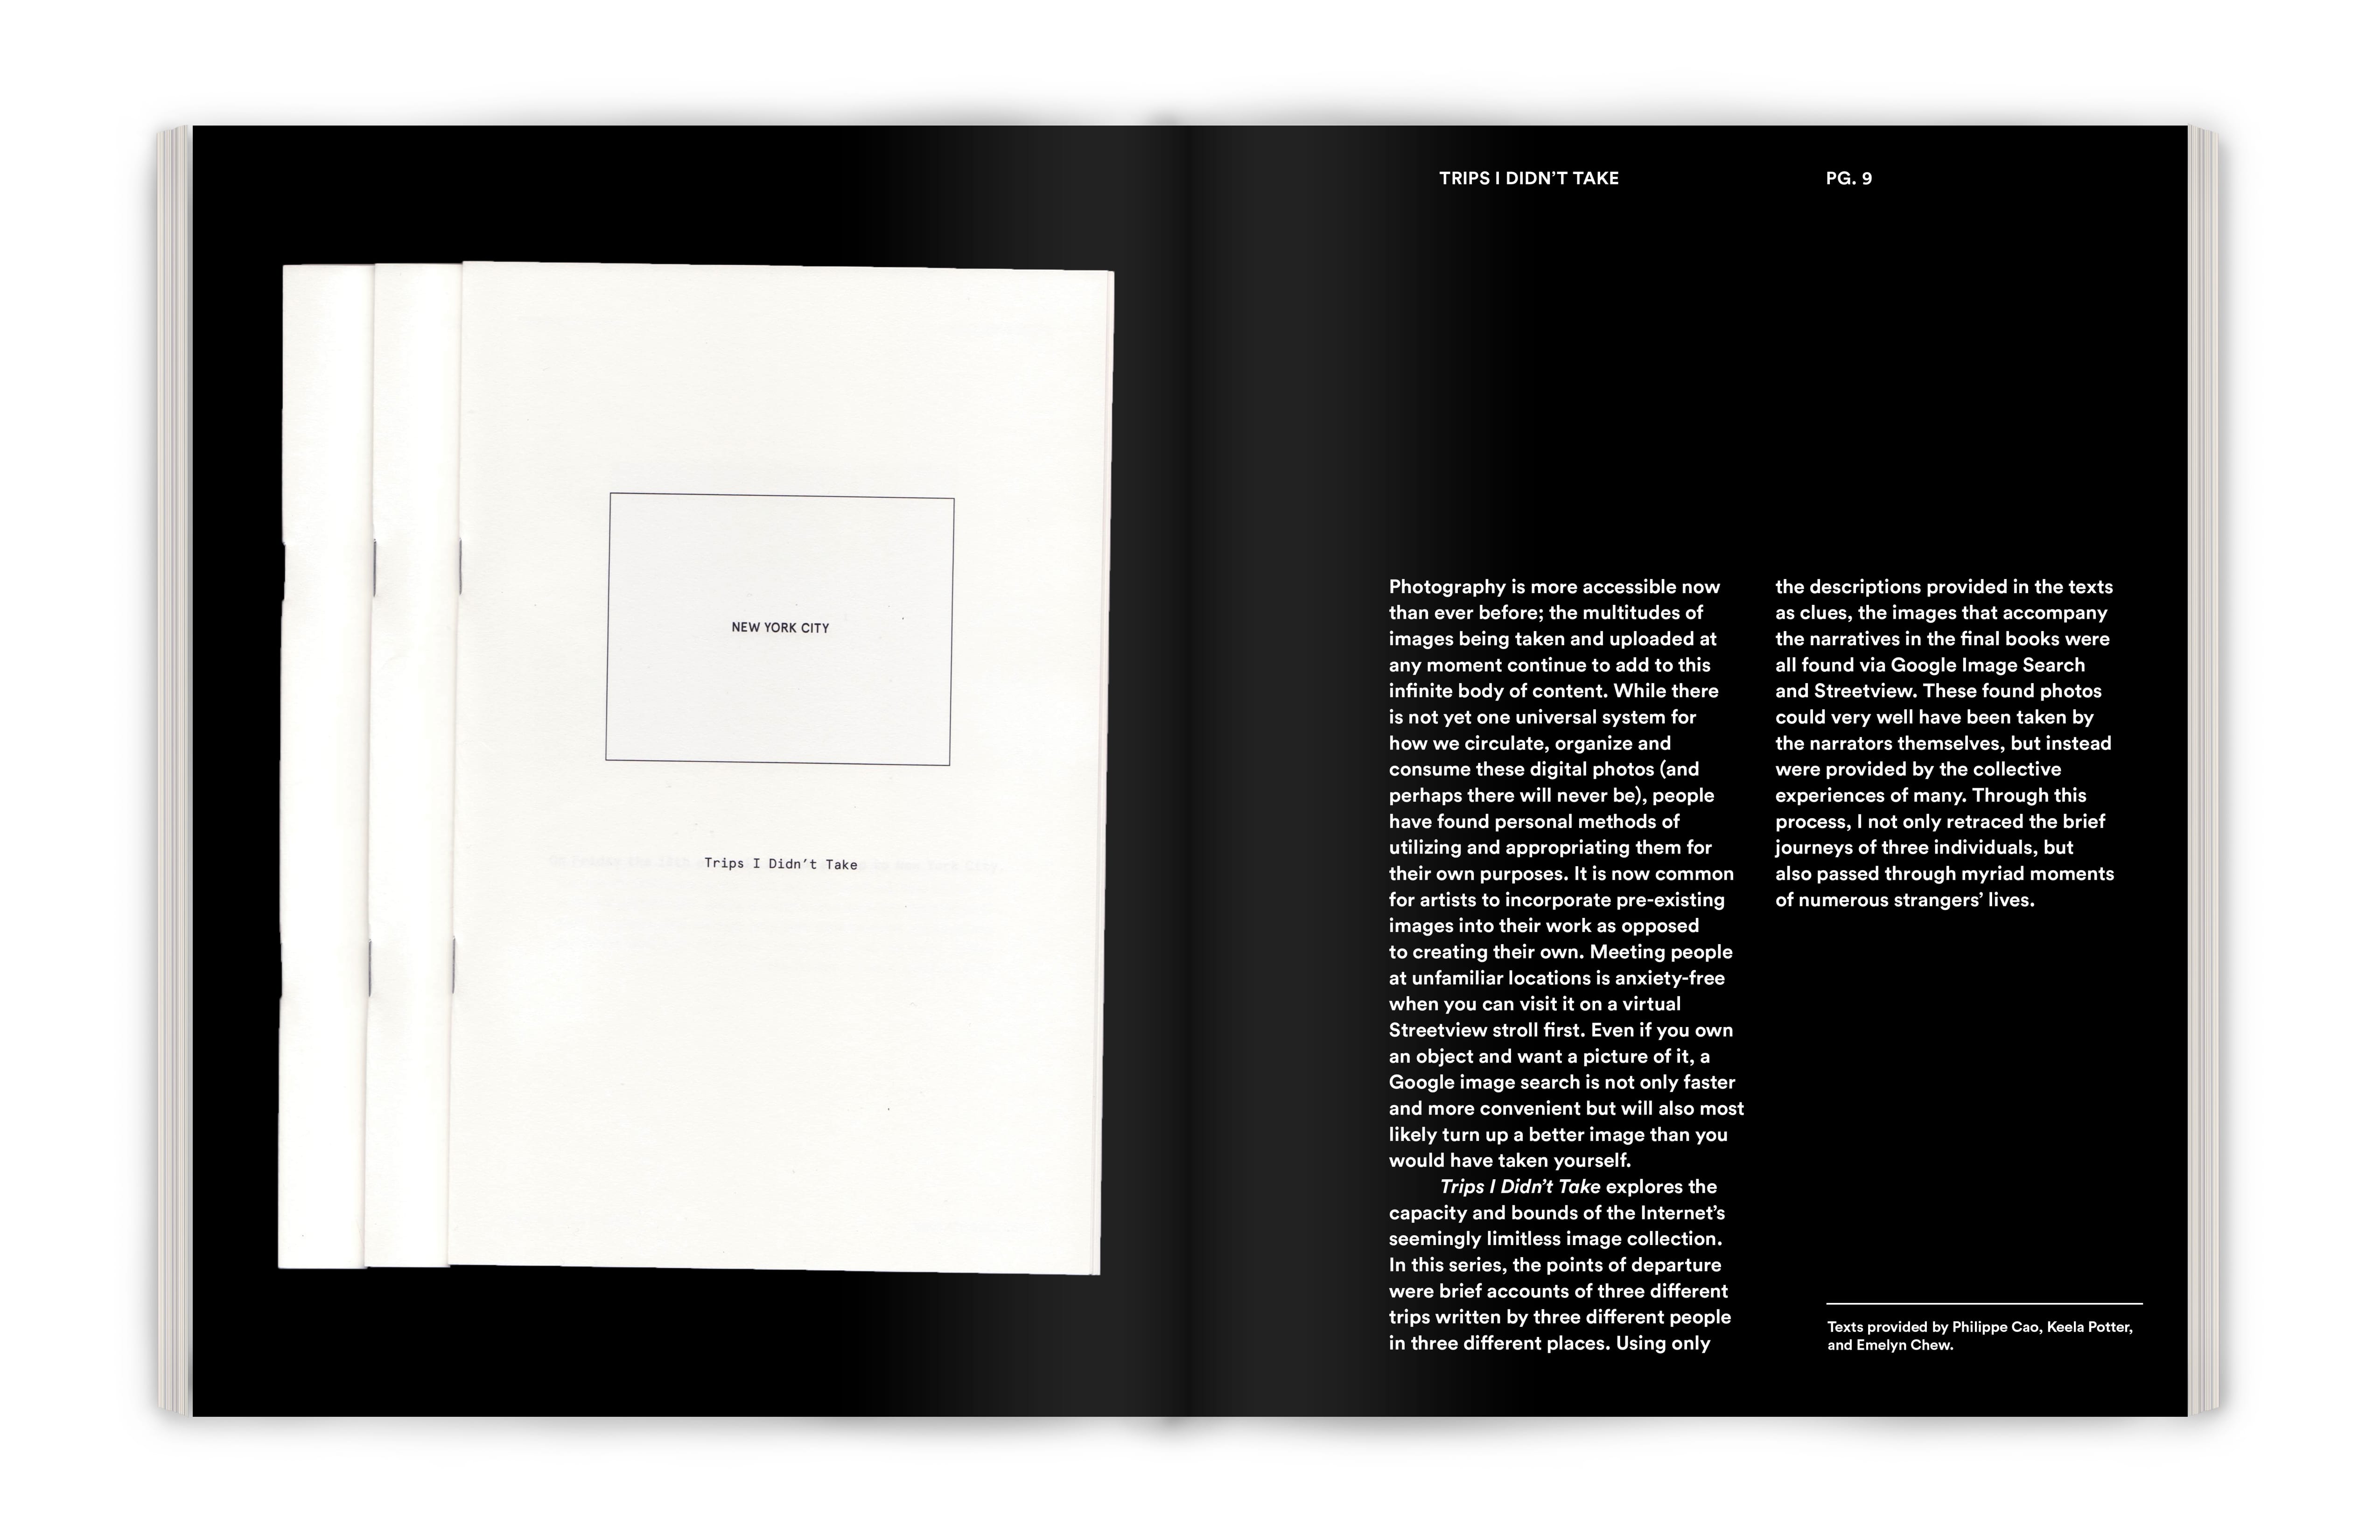 NEW YORK CITY
Trips I Didn't Take
TRIPS I DIDN'T TAKE
PG. 9
Photography is more accessible now
than ever before; the multitudes of
images being taken and uploaded at
any moment continue to add to this
infinite body of content. While there
is not yet one universal system for
how we circulate, organize and
consume these digital photos (and
perhaps there will never be), people
have found personal methods of
utilizing and appropriating them for
their own purposes. It is now common
for artists to incorporate pre-existing
images into their work as opposed
to creating their own. Meeting people
at unfamiliar locations is anxiety-free
when you can visit it on a virtual
Streetview stroll first. Even if you own
an object and want a picture of it, a
Google image search is not only faster
and more convenient but will also most
likely turn up a better image than you
would have taken yourself.
Trips I Didn't Take explores the
capacity and bounds of the Internet's
seemingly limitless image collection.
In this series, the points of departure
were brief accounts of three different
trips written by three different people
in three different places. Using only
the descriptions provided in the texts
as clues, the images that accompany
the narratives in the final books were
all found via Google Image Search
and Streetview. These found photos
could very well have been taken by
the narrators themselves, but instead
were provided by the collective
experiences of many. Through this
process, I not only retraced the brief
journeys of three individuals, but
also passed through myriad moments
of numerous strangers' lives.
Texts provided by Philippe Cao, Keela Potter,
and Emelyn Chew.